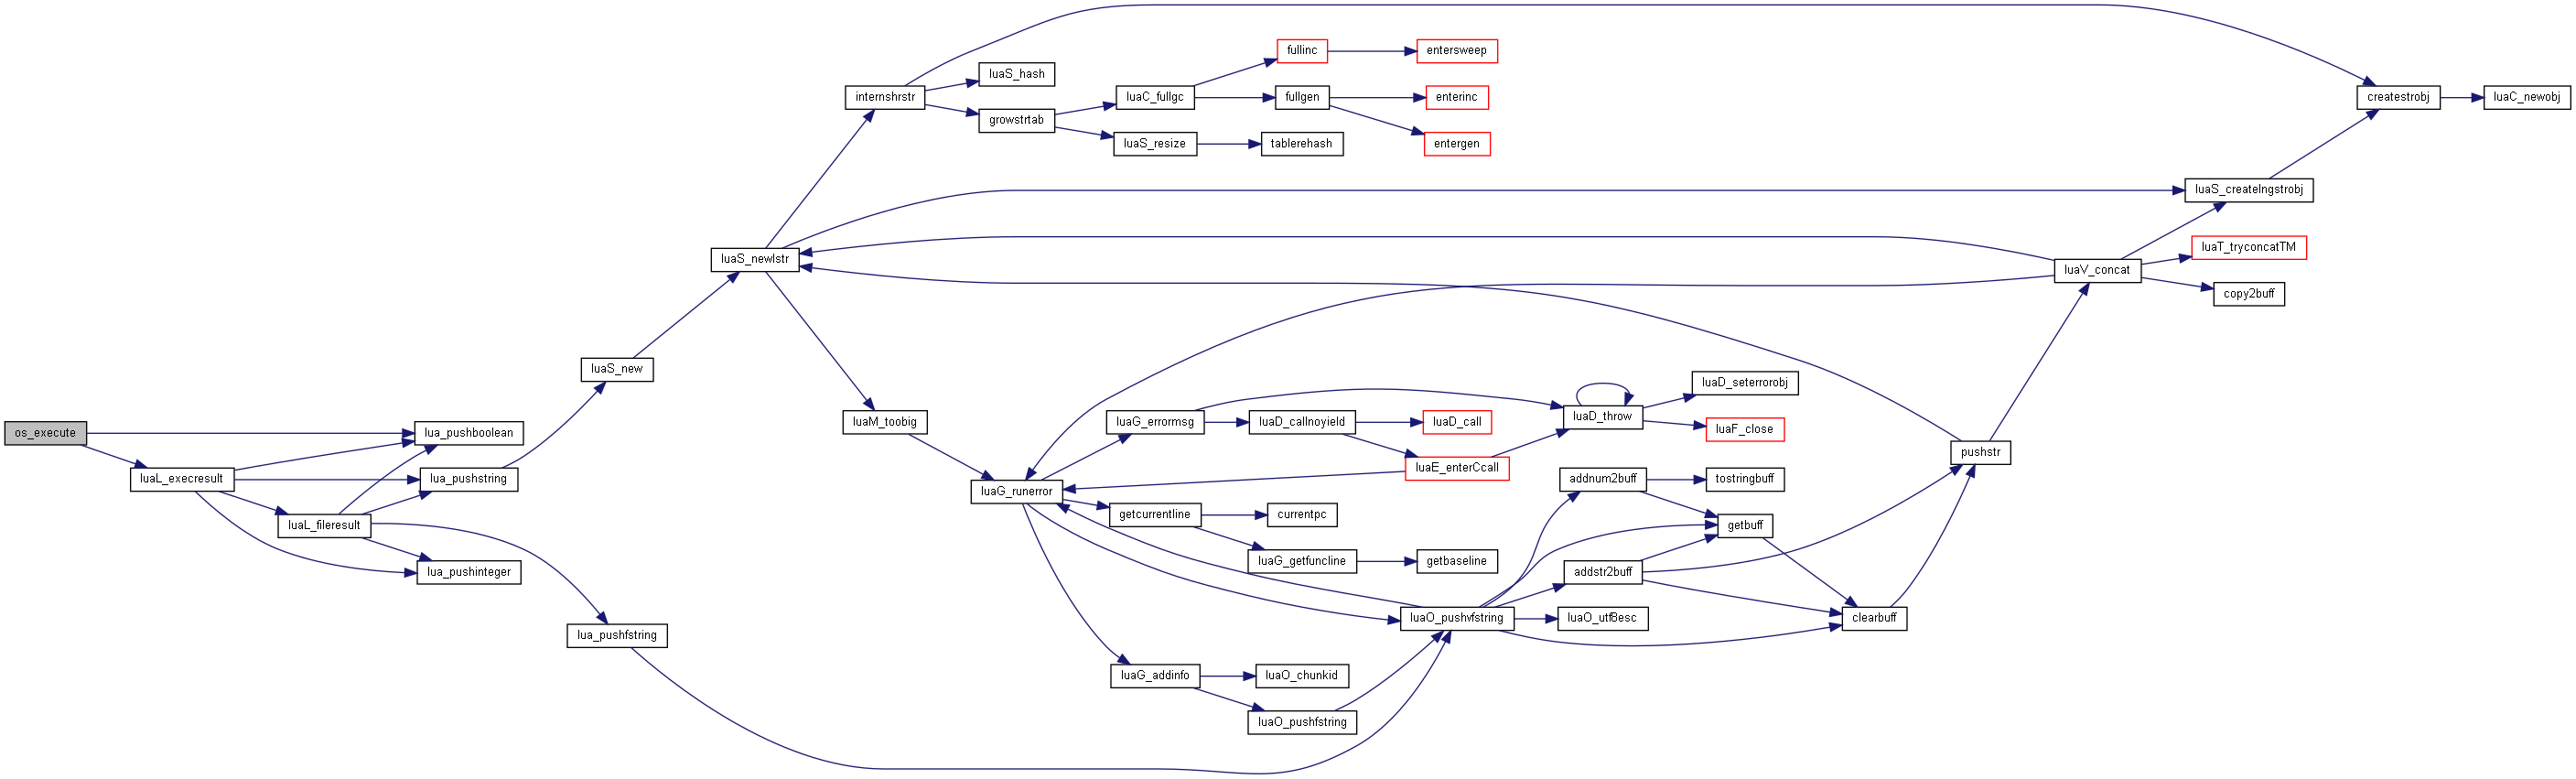 fullinc
entersweep
luaS_hash
internshrstr
luaC_fullgc
fullgen
enterinc
createstrobj
luaC_newobj
growstrtab
luaS_resize
tablerehash
entergen
luaS_createlngstrobj
luaS_newlstr
luaT_tryconcatTM
luaV_concat
copy2buff
luaS_new
luaD_seterrorobj
luaM_toobig
luaG_errormsg
luaD_callnoyield
luaD_call
luaD_throw
luaF_close
os_execute
lua_pushboolean
pushstr
luaL_execresult
lua_pushstring
luaE_enterCcall
addnum2buff
tostringbuff
luaG_runerror
getcurrentline
currentpc
luaL_fileresult
getbuff
luaG_getfuncline
getbaseline
lua_pushinteger
addstr2buff
luaO_pushvfstring
luaO_utf8esc
clearbuff
lua_pushfstring
luaG_addinfo
luaO_chunkid
luaO_pushfstring